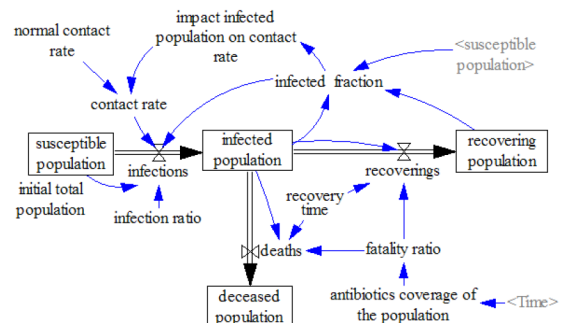 normal contact
rate
impact infected
population on contact
rate
<susceptible
population>
infected fraction
contact rate
susceptible
population
infected
population
recovering
population
infections
recoverings
initial total
population
infection ratio
recovery
time
deaths
fatality ratio
deceased
population
antibiotics coverage of
the population
<Time>